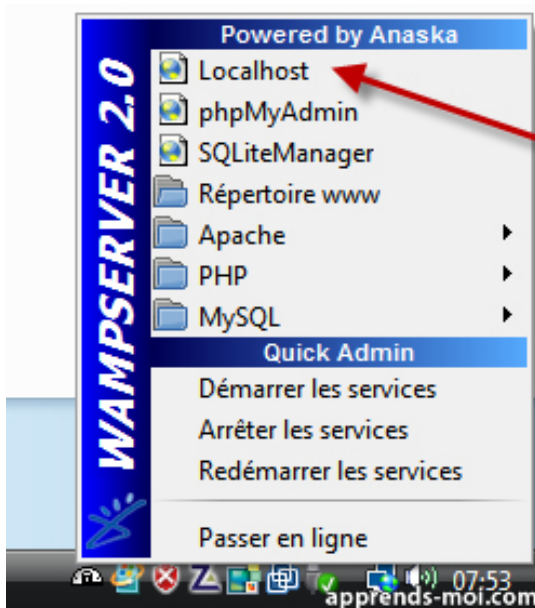 Powered by Anaska
Localhost
phpMyAdmin
SQLiteManager
Répertoire www
Apache
PHP
MySQL
Quick Admin
Démarrer les services
Arrêter les services
Redémarrer les services
Passer en ligne
WAMPSERVER 2.0
07:53
apprends-moi.com